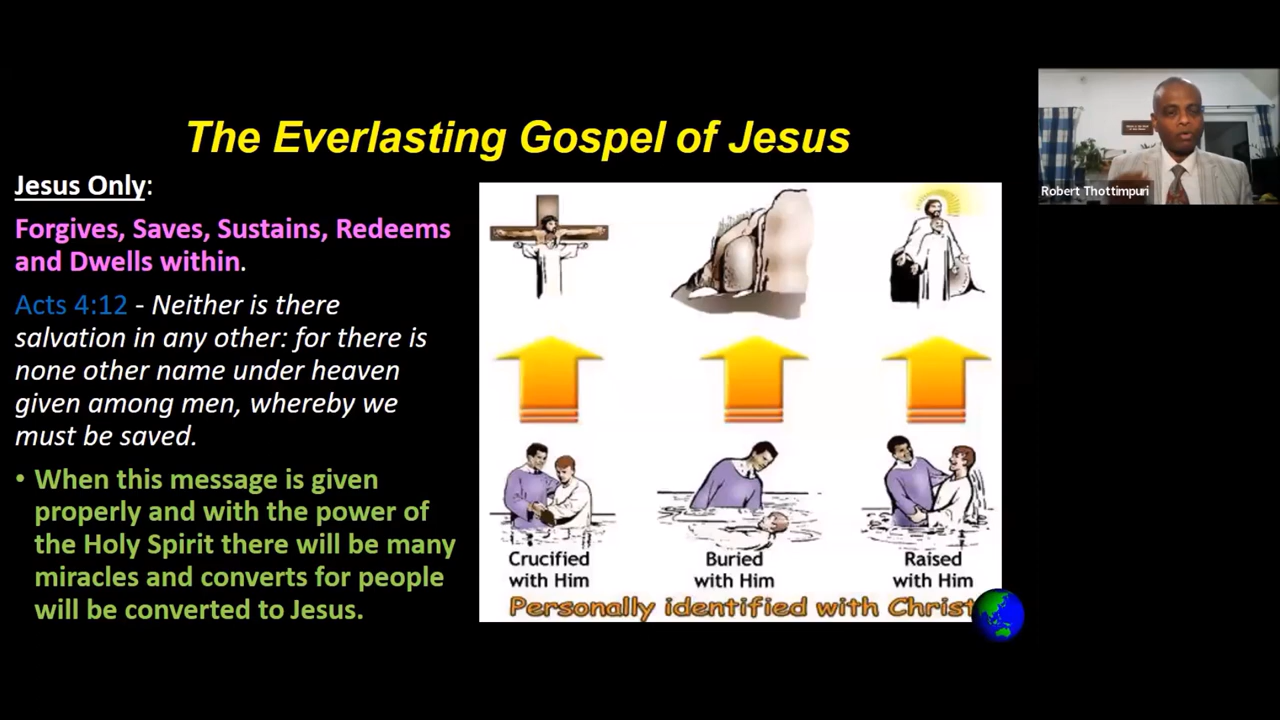 The Everlasting Gospel of Jesus
Jesus Only:
Forgives, Saves, Sustains, Redeems
and Dwells within.
Acts 4:12 - Neither is there
salvation in any other: for there is
none other name under heaven
given among men, whereby we
must be saved.
• When this message is given
properly and with the power of
the Holy Spirit there will be many
miracles and converts for people
will be converted to Jesus.
Crucified
with Him
Buried
with Him
Raised
with Him
Personally identified with Christ
Robert Thottimpuri